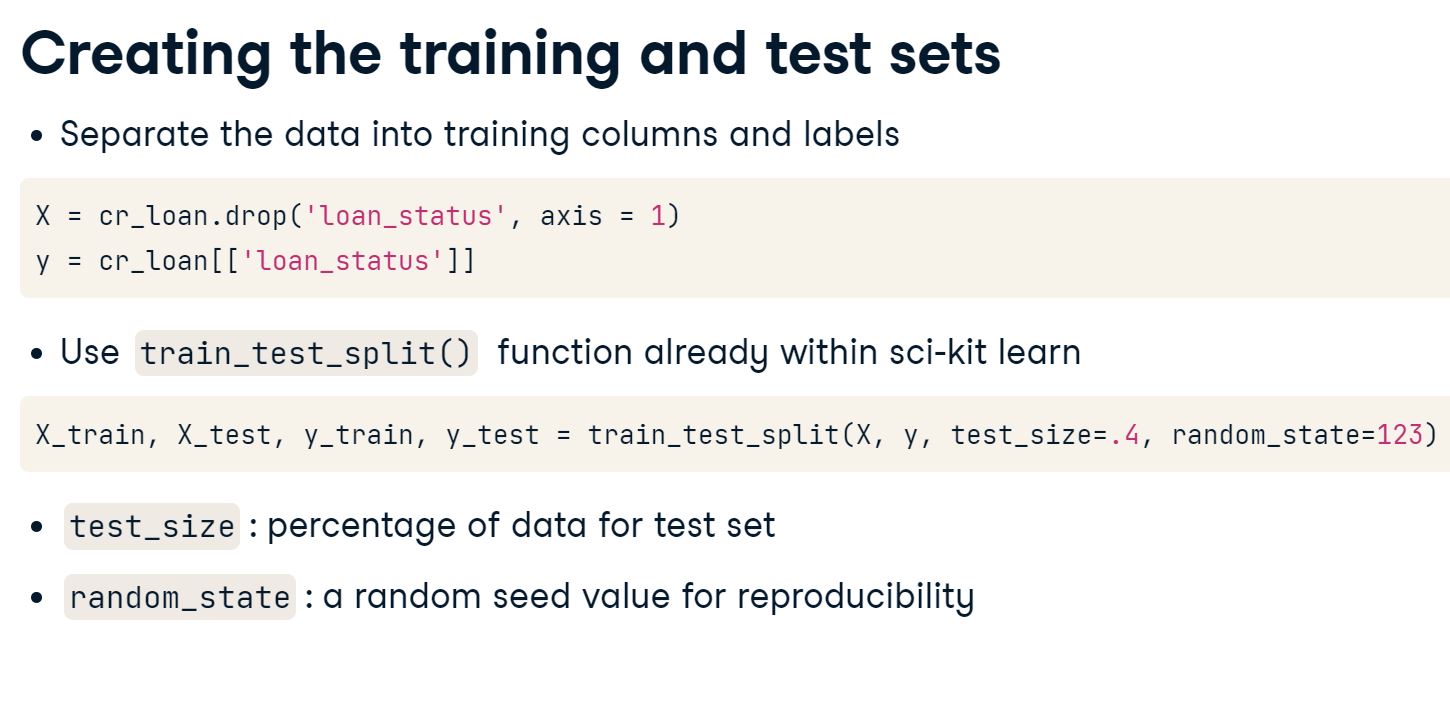 Creating the training and test sets
• Separate the data into training columns and labels
X = cr_loan.drop('loan_status', axis = 1)
y = cr_loan[['loan_status']]
• Use train_test_split() function already within sci-kit learn
X_train, X_test, y_train, y_test = train_test_split(X, y, test_size=.4, random_state=123)
• test_size : percentage of data for test set
• random_state : a random seed value for reproducibility